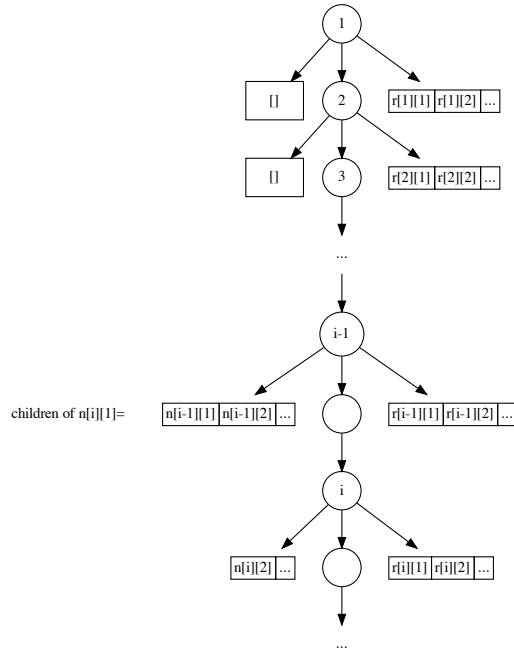 1
[] 2 r[1][1] r[1][2] ...
[] 3 r[2][1] r[2][2] ...
...
i-1
children of n[i][1]= n[i-1][1] n[i-1][2] ... r[i-1][1] r[i-1][2] ...
i
n[i][2] ... r[i][1] r[i][2] ...
...